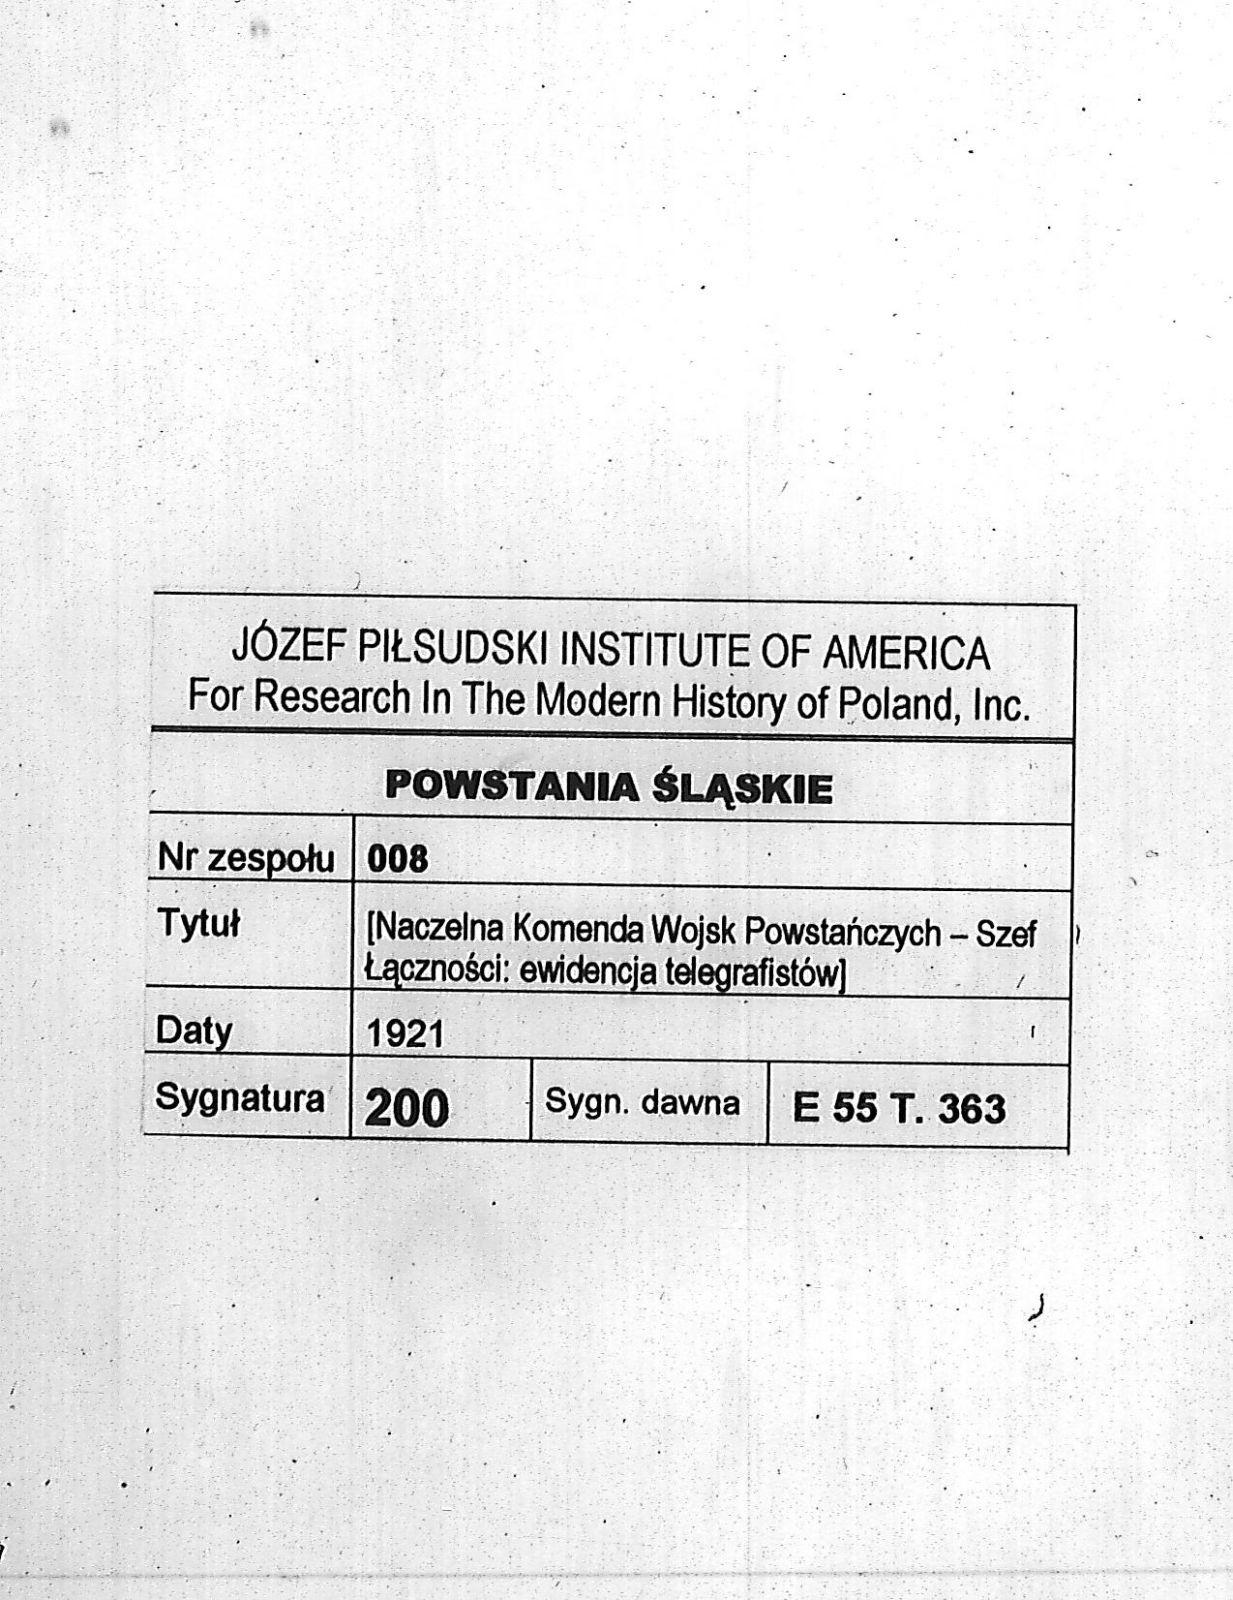 JÓZEF PIŁSUDSKI INSTITUTE OF AMERICA
For Research In The Modern History of Poland, Inc.
POWSTANIA ŚLĄSKIE
Nr zespołu 008
Tytuł [Naczelna Komenda Wojsk Powstańczych – Szef
Łączności: ewidencja telegrafistów]
Daty 1921
Sygnatura 200 Sygn. dawna E 55 T. 363